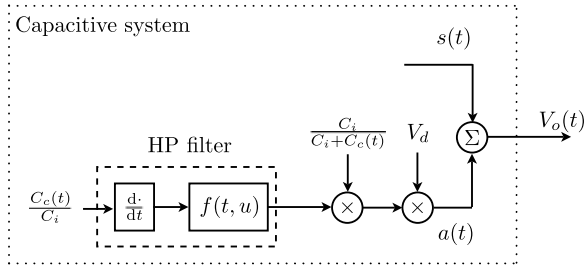 Capacitive system
s(t)
C_i / (C_i+C_c(t))
V_d
V_o(t)
Σ
HP filter
C_c(t) / C_i
d· / dt
f(t, u)
×
×
a(t)